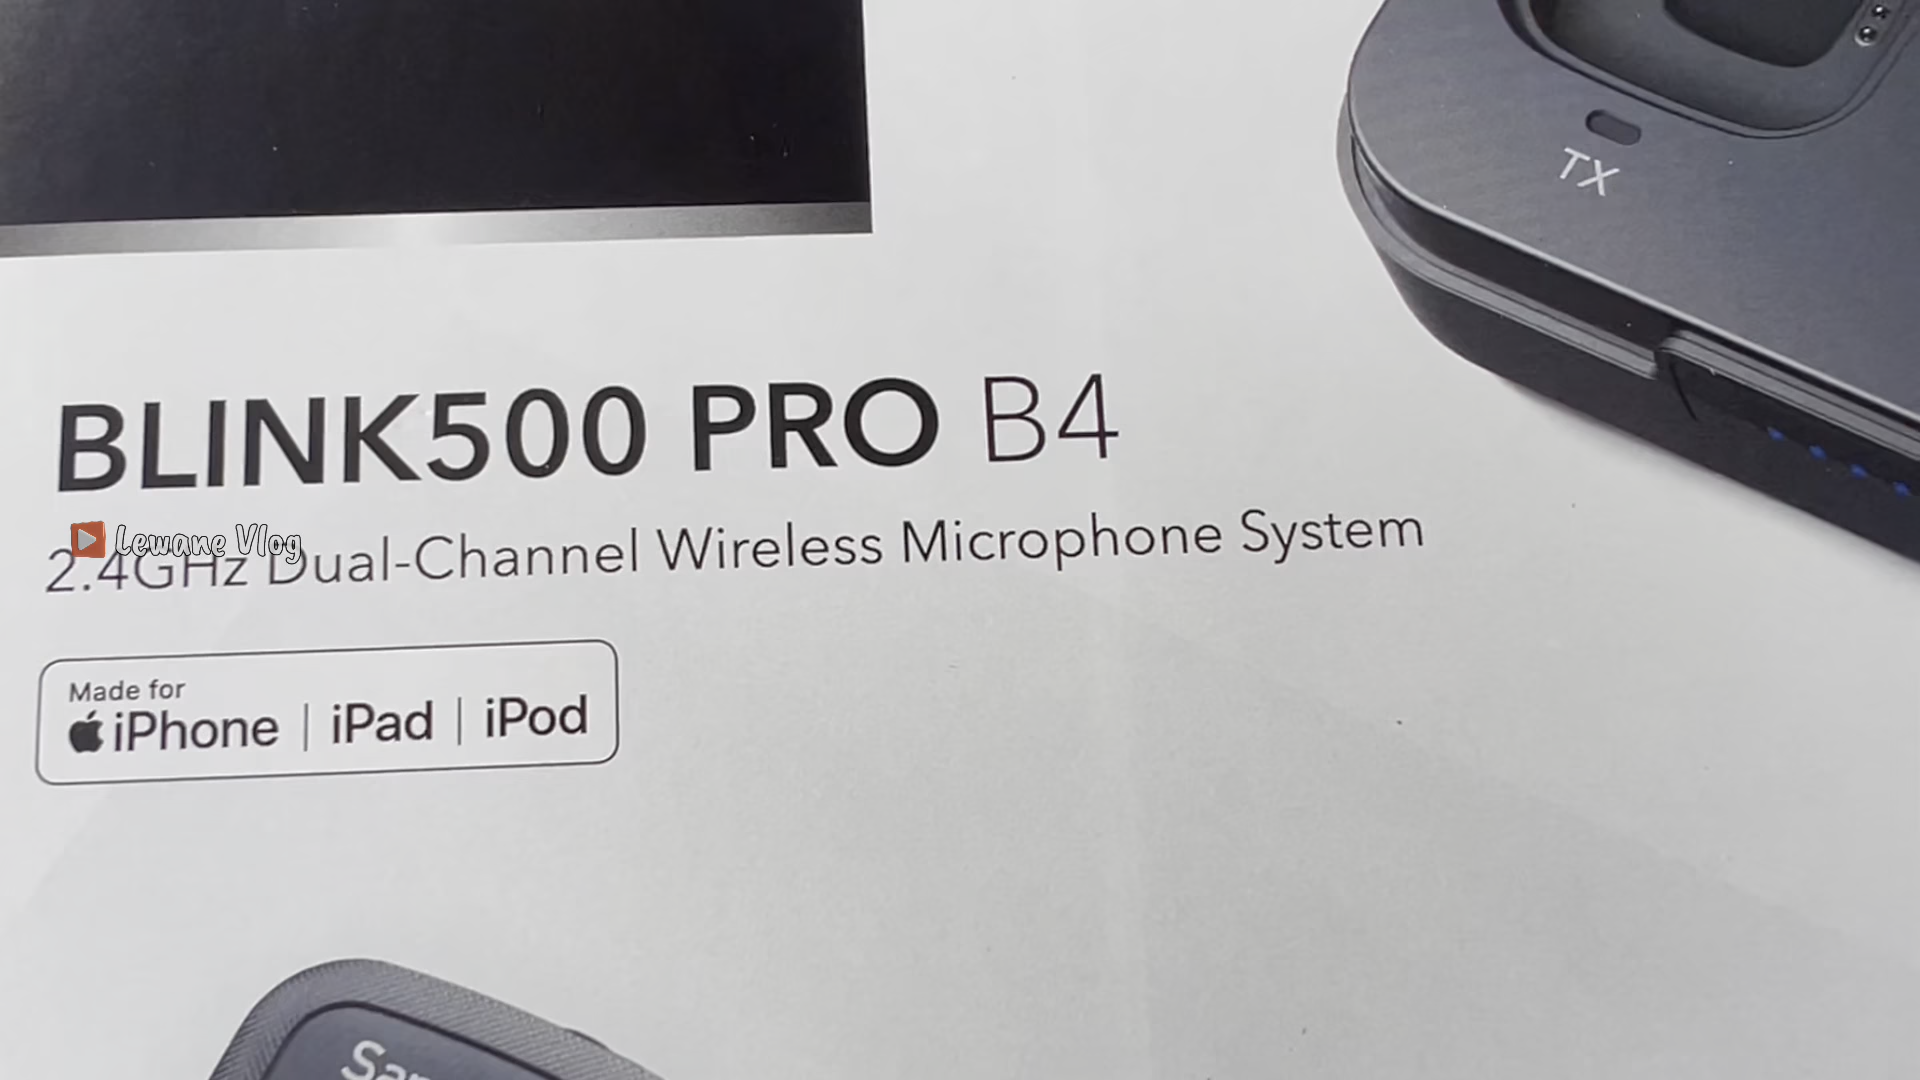 TX
BLINK500 PRO B4
Lewane Vlog
2.4GHz Dual-Channel Wireless Microphone System
Made for
iPhone | iPad | iPod